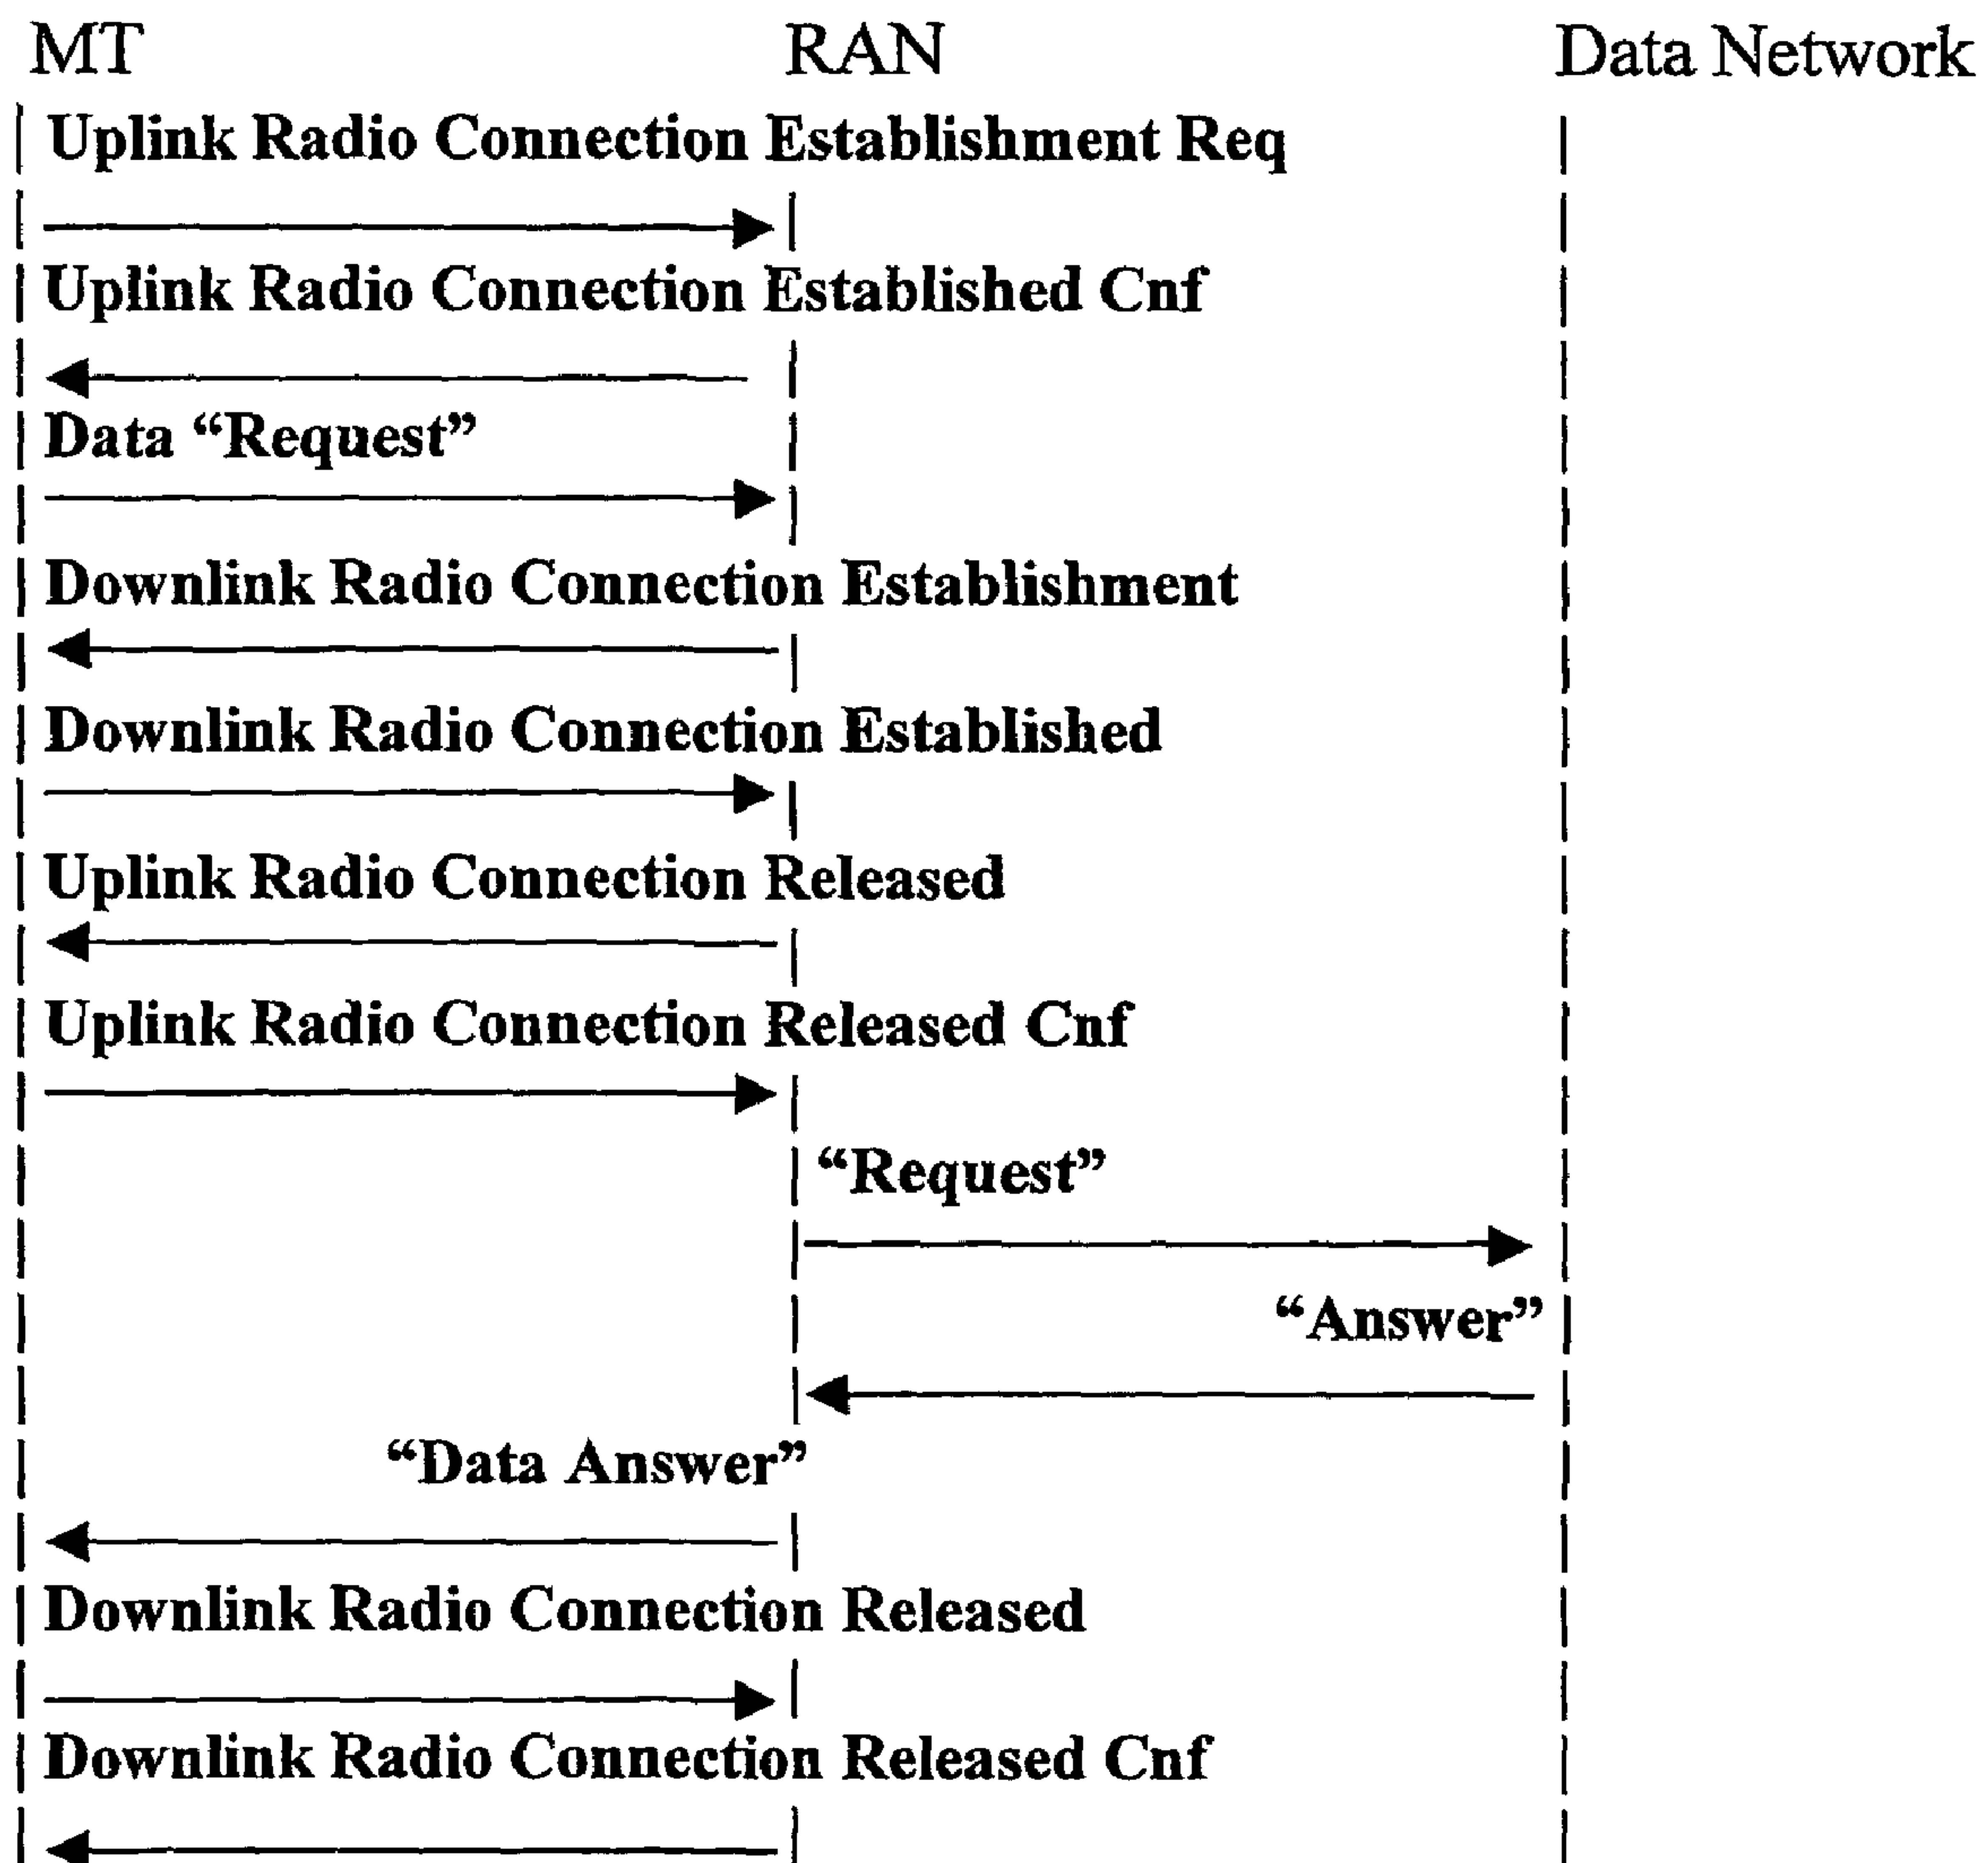 MT RAN Data Network
Uplink Radio Connection Establishment Req
Uplink Radio Connection Established Cnf
Data “Request”
Downlink Radio Connection Establishment
Downlink Radio Connection Established
Uplink Radio Connection Released
Uplink Radio Connection Released Cnf
“Request”
“Answer”
“Data Answer”
Downlink Radio Connection Released
Downlink Radio Connection Released Cnf